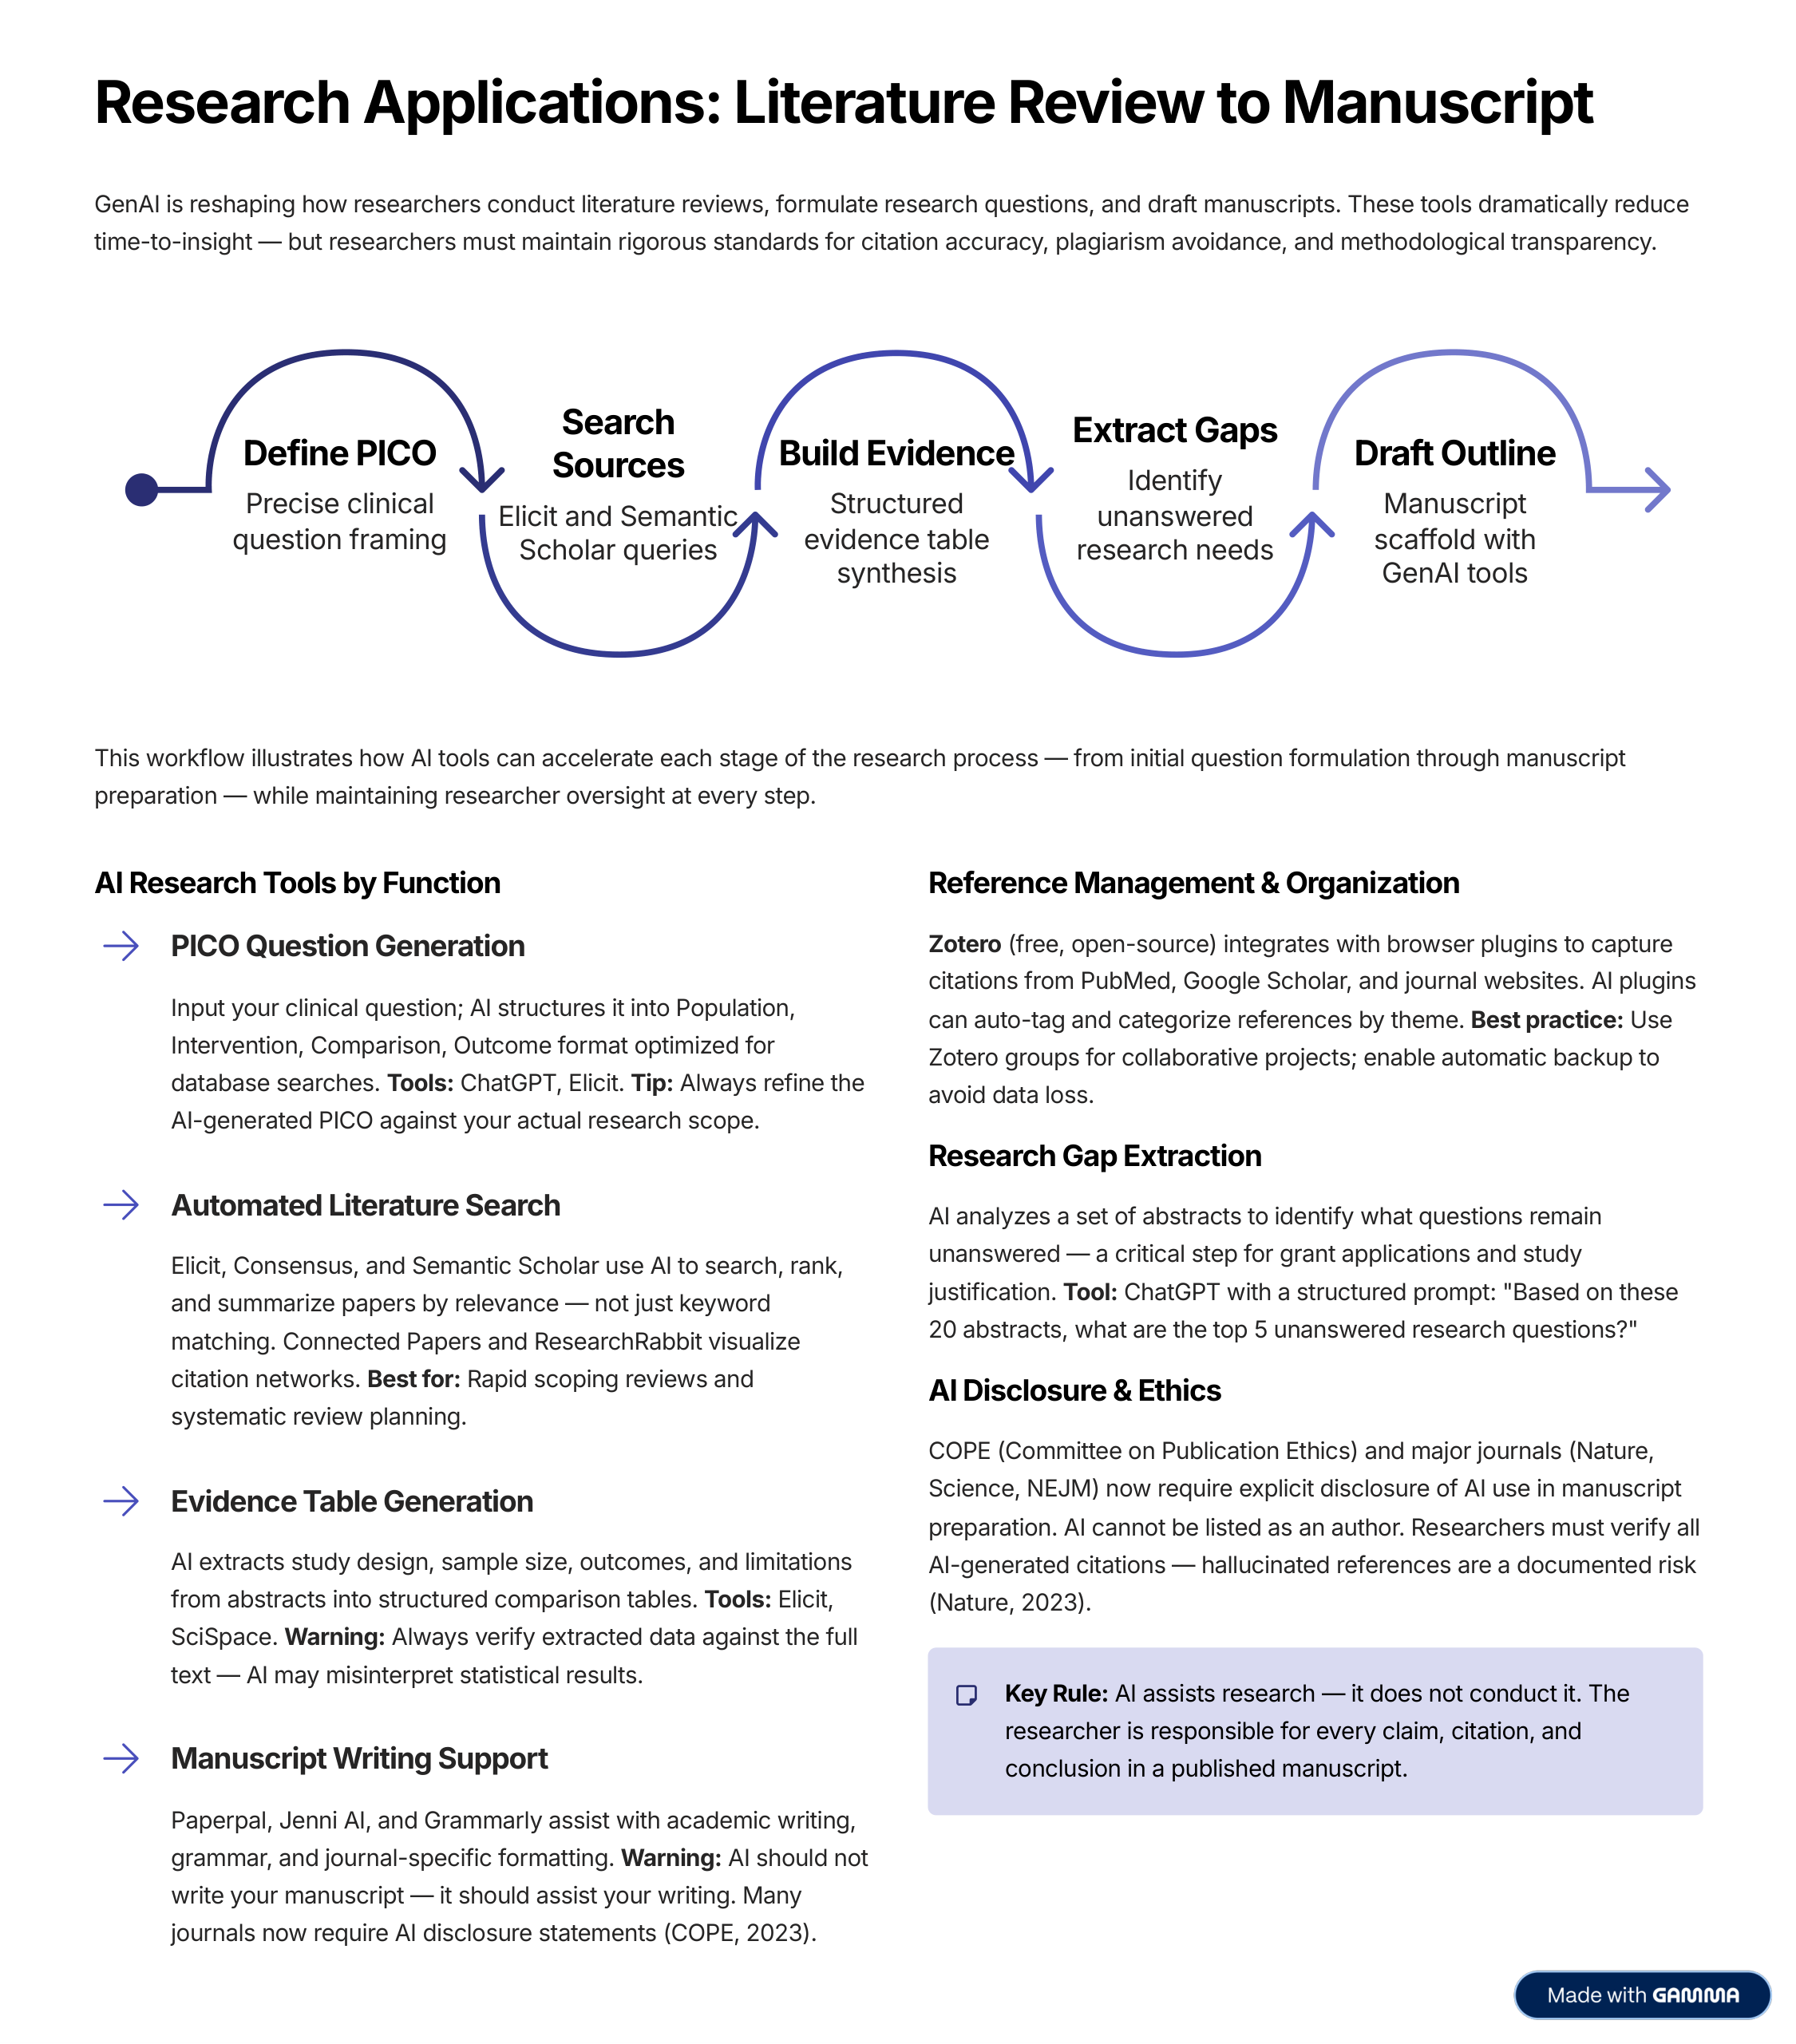 Research Applications: Literature Review to Manuscript
GenAI is reshaping how researchers conduct literature reviews, formulate research questions, and draft manuscripts. These tools dramatically reduce
time-to-insight — but researchers must maintain rigorous standards for citation accuracy, plagiarism avoidance, and methodological transparency.
Define PICO
Precise clinical
question framing
Search
Sources
Elicit and Semantic
Scholar queries
Build Evidence
Structured
evidence table
synthesis
Extract Gaps
Identify
unanswered
research needs
Draft Outline
Manuscript
scaffold with
GenAI tools
This workflow illustrates how AI tools can accelerate each stage of the research process — from initial question formulation through manuscript
preparation — while maintaining researcher oversight at every step.
AI Research Tools by Function
PICO Question Generation
Input your clinical question; AI structures it into Population,
Intervention, Comparison, Outcome format optimized for
database searches. Tools: ChatGPT, Elicit. Tip: Always refine the
AI-generated PICO against your actual research scope.
Automated Literature Search
Elicit, Consensus, and Semantic Scholar use AI to search, rank,
and summarize papers by relevance — not just keyword
matching. Connected Papers and ResearchRabbit visualize
citation networks. Best for: Rapid scoping reviews and
systematic review planning.
Evidence Table Generation
AI extracts study design, sample size, outcomes, and limitations
from abstracts into structured comparison tables. Tools: Elicit,
SciSpace. Warning: Always verify extracted data against the full
text — AI may misinterpret statistical results.
Manuscript Writing Support
Paperpal, Jenni AI, and Grammarly assist with academic writing,
grammar, and journal-specific formatting. Warning: AI should not
write your manuscript — it should assist your writing. Many
journals now require AI disclosure statements (COPE, 2023).
Reference Management & Organization
Zotero (free, open-source) integrates with browser plugins to capture
citations from PubMed, Google Scholar, and journal websites. AI plugins
can auto-tag and categorize references by theme. Best practice: Use
Zotero groups for collaborative projects; enable automatic backup to
avoid data loss.
Research Gap Extraction
AI analyzes a set of abstracts to identify what questions remain
unanswered — a critical step for grant applications and study
justification. Tool: ChatGPT with a structured prompt: "Based on these
20 abstracts, what are the top 5 unanswered research questions?"
AI Disclosure & Ethics
COPE (Committee on Publication Ethics) and major journals (Nature,
Science, NEJM) now require explicit disclosure of AI use in manuscript
preparation. AI cannot be listed as an author. Researchers must verify all
AI-generated citations — hallucinated references are a documented risk
(Nature, 2023).
Key Rule: AI assists research — it does not conduct it. The
researcher is responsible for every claim, citation, and
conclusion in a published manuscript.
Made with GAMMA